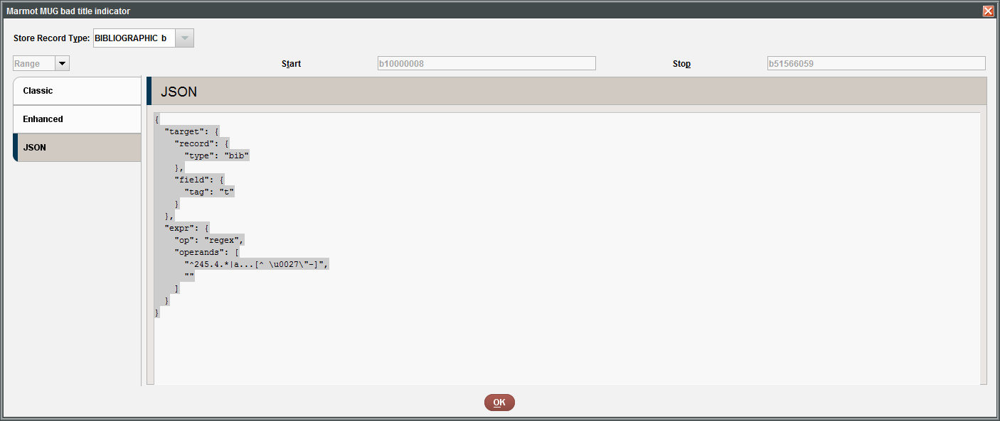 Marmot MUG bad title indicator
Store Record Type: BIBLIOGRAPHIC b
Range Start b10000008 Stop b51566059
Classic
Enhanced
JSON
JSON
{
  "target": {
    "record": {
      "type": "bib"
    },
    "field": {
      "tag": "t"
    }
  },
  "expr": {
    "op": "regex",
    "operands": [
      "^245.4.*|a...[^ \u0027\"-]",
      ""
    ]
  }
}
OK